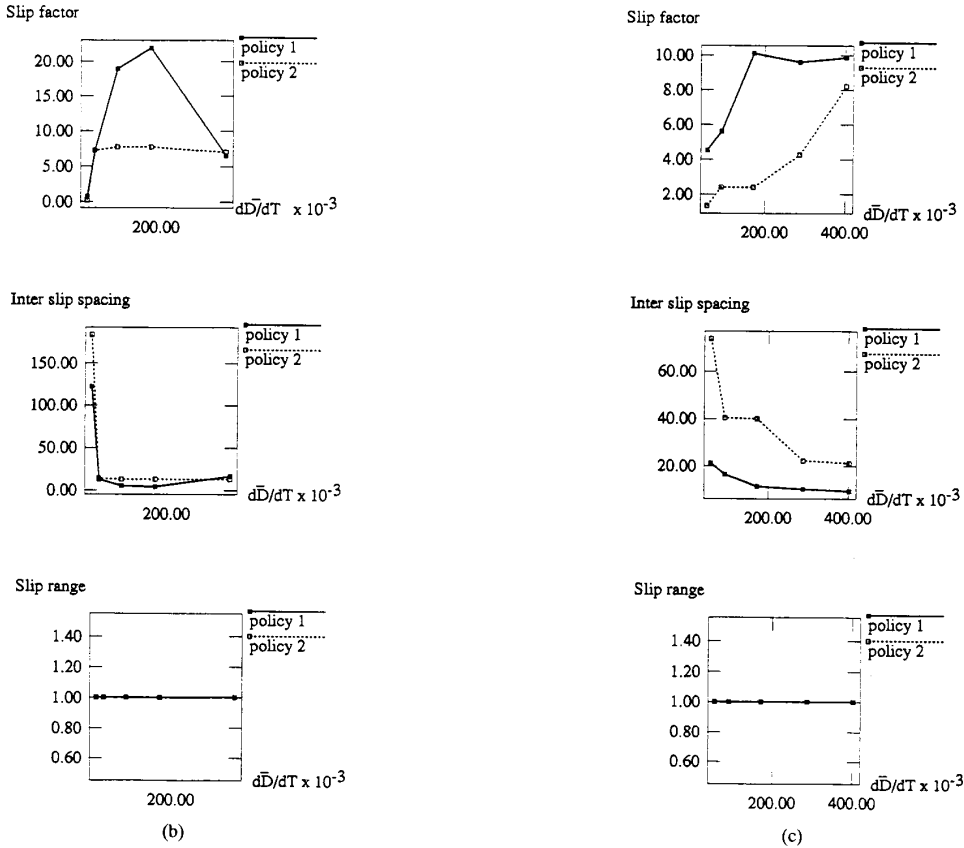 Slip factor
policy 1
policy 2
20.00
15.00
10.00
5.00
0.00
dD̅/dT x 10-3
200.00
Inter slip spacing
policy 1
policy 2
150.00
100.00
50.00
0.00
dD̅/dT x 10-3
200.00
Slip range
policy 1
policy 2
1.40
1.20
1.00
0.80
0.60
dD̅/dT x 10-3
200.00
(b)
Slip factor
policy 1
policy 2
10.00
8.00
6.00
4.00
2.00
dD̅/dT x 10-3
200.00 400.00
Inter slip spacing
policy 1
policy 2
60.00
40.00
20.00
dD̅/dT x 10-3
200.00 400.00
Slip range
policy 1
policy 2
1.40
1.20
1.00
0.80
0.60
dD̅/dT x 10-3
200.00 400.00
(c)